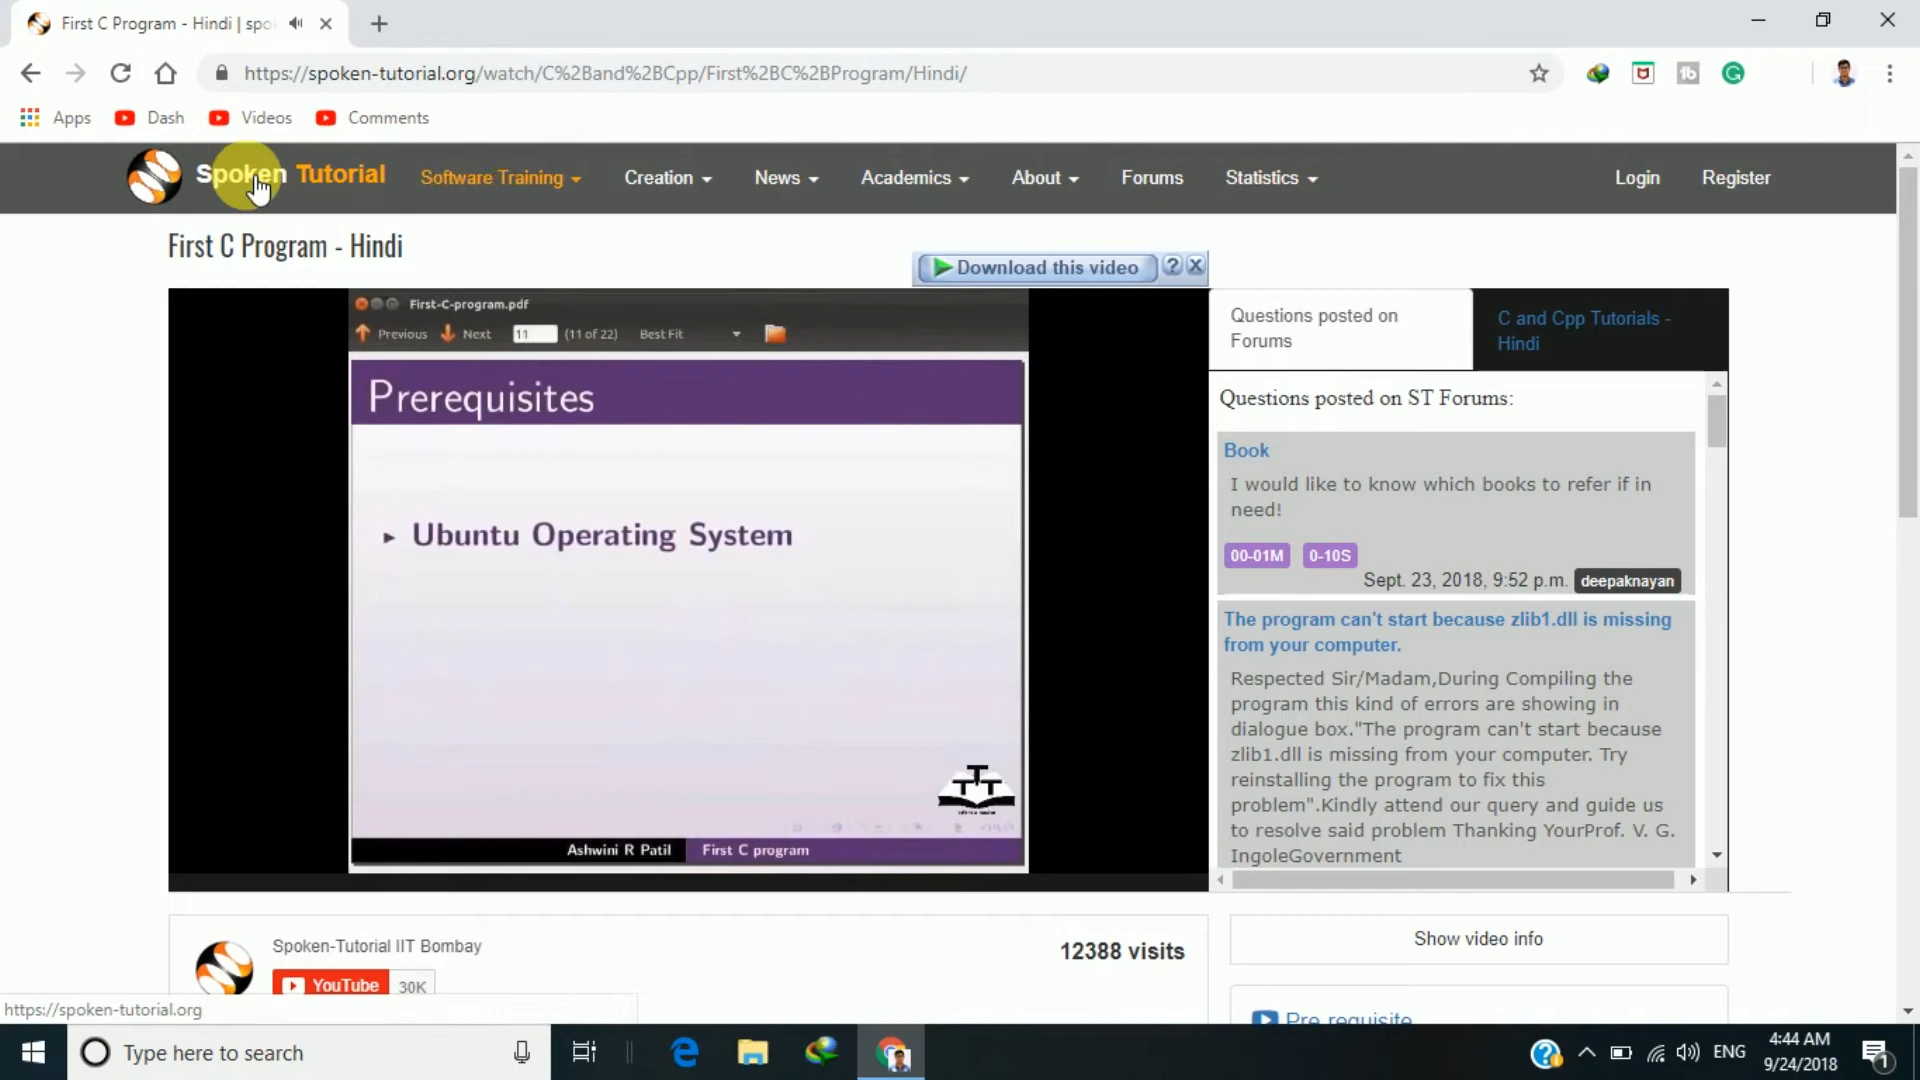 First C Program - Hindi | spo
https://spoken-tutorial.org/watch/C%2Band%2BCpp/First%2BC%2BProgram/Hindi/
Apps Dash Videos Comments
Spoken Tutorial Software Training Creation News Academics About Forums Statistics Login Register
First C Program - Hindi
Download this video ?
First-C-program.pdf
Previous Next 11 (11 of 22) Best Fit
Prerequisites
Ubuntu Operating System
Ashwini R Patil First C program
Questions posted on
Forums
C and Cpp Tutorials -
Hindi
Questions posted on ST Forums:
Book
I would like to know which books to refer if in
need!
00-01M 0-10S
Sept. 23, 2018, 9:52 p.m. deepaknayan
The program can't start because zlib1.dll is missing
from your computer.
Respected Sir/Madam,During Compiling the
program this kind of errors are showing in
dialogue box."The program can't start because
zlib1.dll is missing from your computer. Try
reinstalling the program to fix this
problem".Kindly attend our query and guide us
to resolve said problem Thanking YourProf. V. G.
IngoleGovernment
Spoken-Tutorial IIT Bombay
YouTube 30K
12388 visits
Show video info
Pre requisite
https://spoken-tutorial.org
Type here to search
ENG
4:44 AM
9/24/2018
1